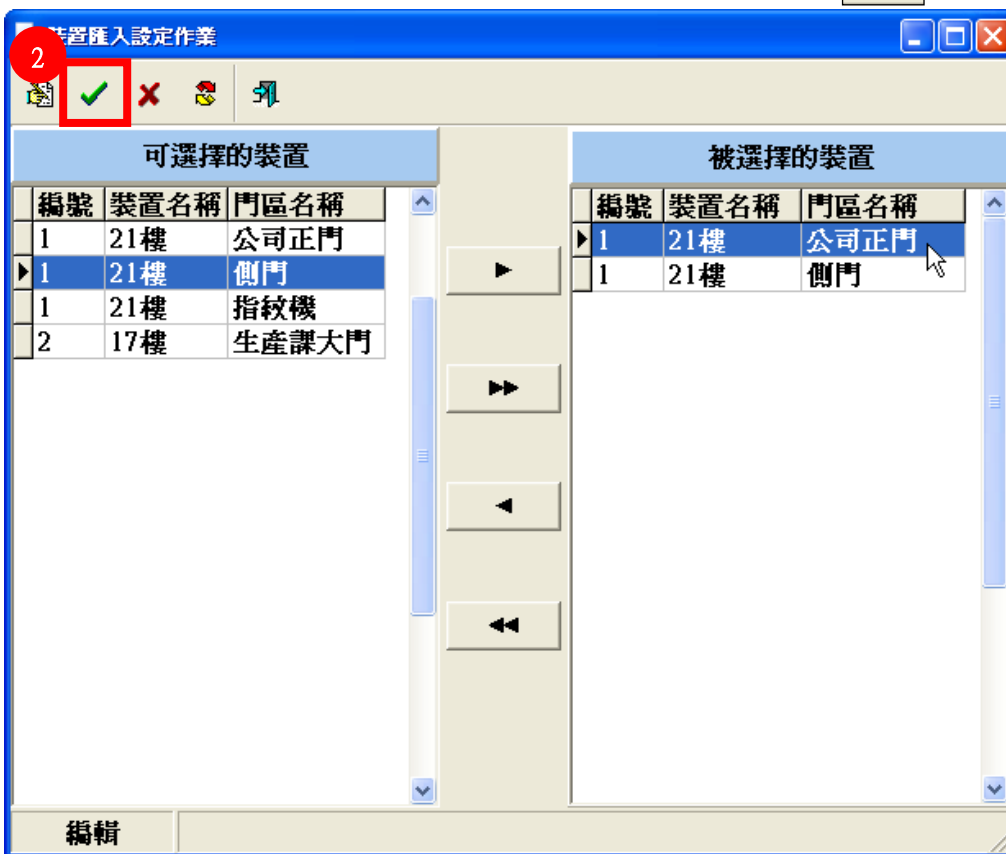 裝置匯入設定作業
2
可選擇的裝置
編號 裝置名稱 門區名稱
1 21樓 公司正門
1 21樓 側門
1 21樓 指紋機
2 17樓 生產課大門
被選擇的裝置
編號 裝置名稱 門區名稱
1 21樓 公司正門
1 21樓 側門
編輯